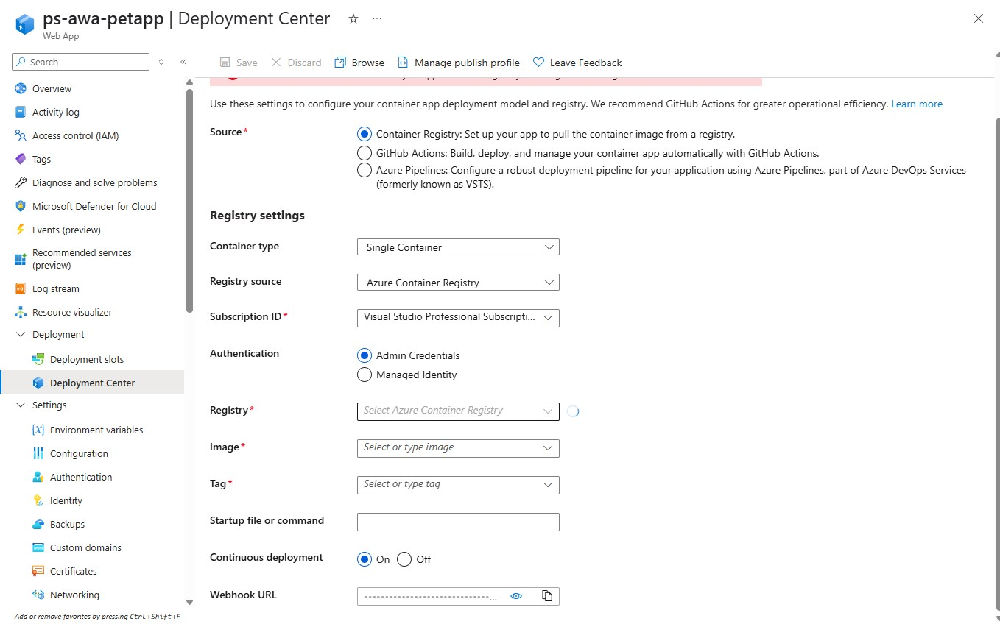 ps-awa-petapp | Deployment Center
Web App
Search
Save
Discard
Browse
Manage publish profile
Leave Feedback
Overview
Activity log
Access control (IAM)
Tags
Diagnose and solve problems
Microsoft Defender for Cloud
Events (preview)
Recommended services
(preview)
Log stream
Resource visualizer
Deployment
Deployment slots
Deployment Center
Settings
Environment variables
Configuration
Authentication
Identity
Backups
Custom domains
Certificates
Networking
Add or remove favorites by pressing Ctrl+Shift+F
Use these settings to configure your container app deployment model and registry. We recommend GitHub Actions for greater operational efficiency. Learn more
Source*
Container Registry: Set up your app to pull the container image from a registry.
GitHub Actions: Build, deploy, and manage your container app automatically with GitHub Actions.
Azure Pipelines: Configure a robust deployment pipeline for your application using Azure Pipelines, part of Azure DevOps Services
(formerly known as VSTS).
Registry settings
Container type
Single Container
Registry source
Azure Container Registry
Subscription ID*
Visual Studio Professional Subscripti...
Authentication
Admin Credentials
Managed Identity
Registry*
Select Azure Container Registry
Image*
Select or type image
Tag*
Select or type tag
Startup file or command
Continuous deployment
On
Off
Webhook URL